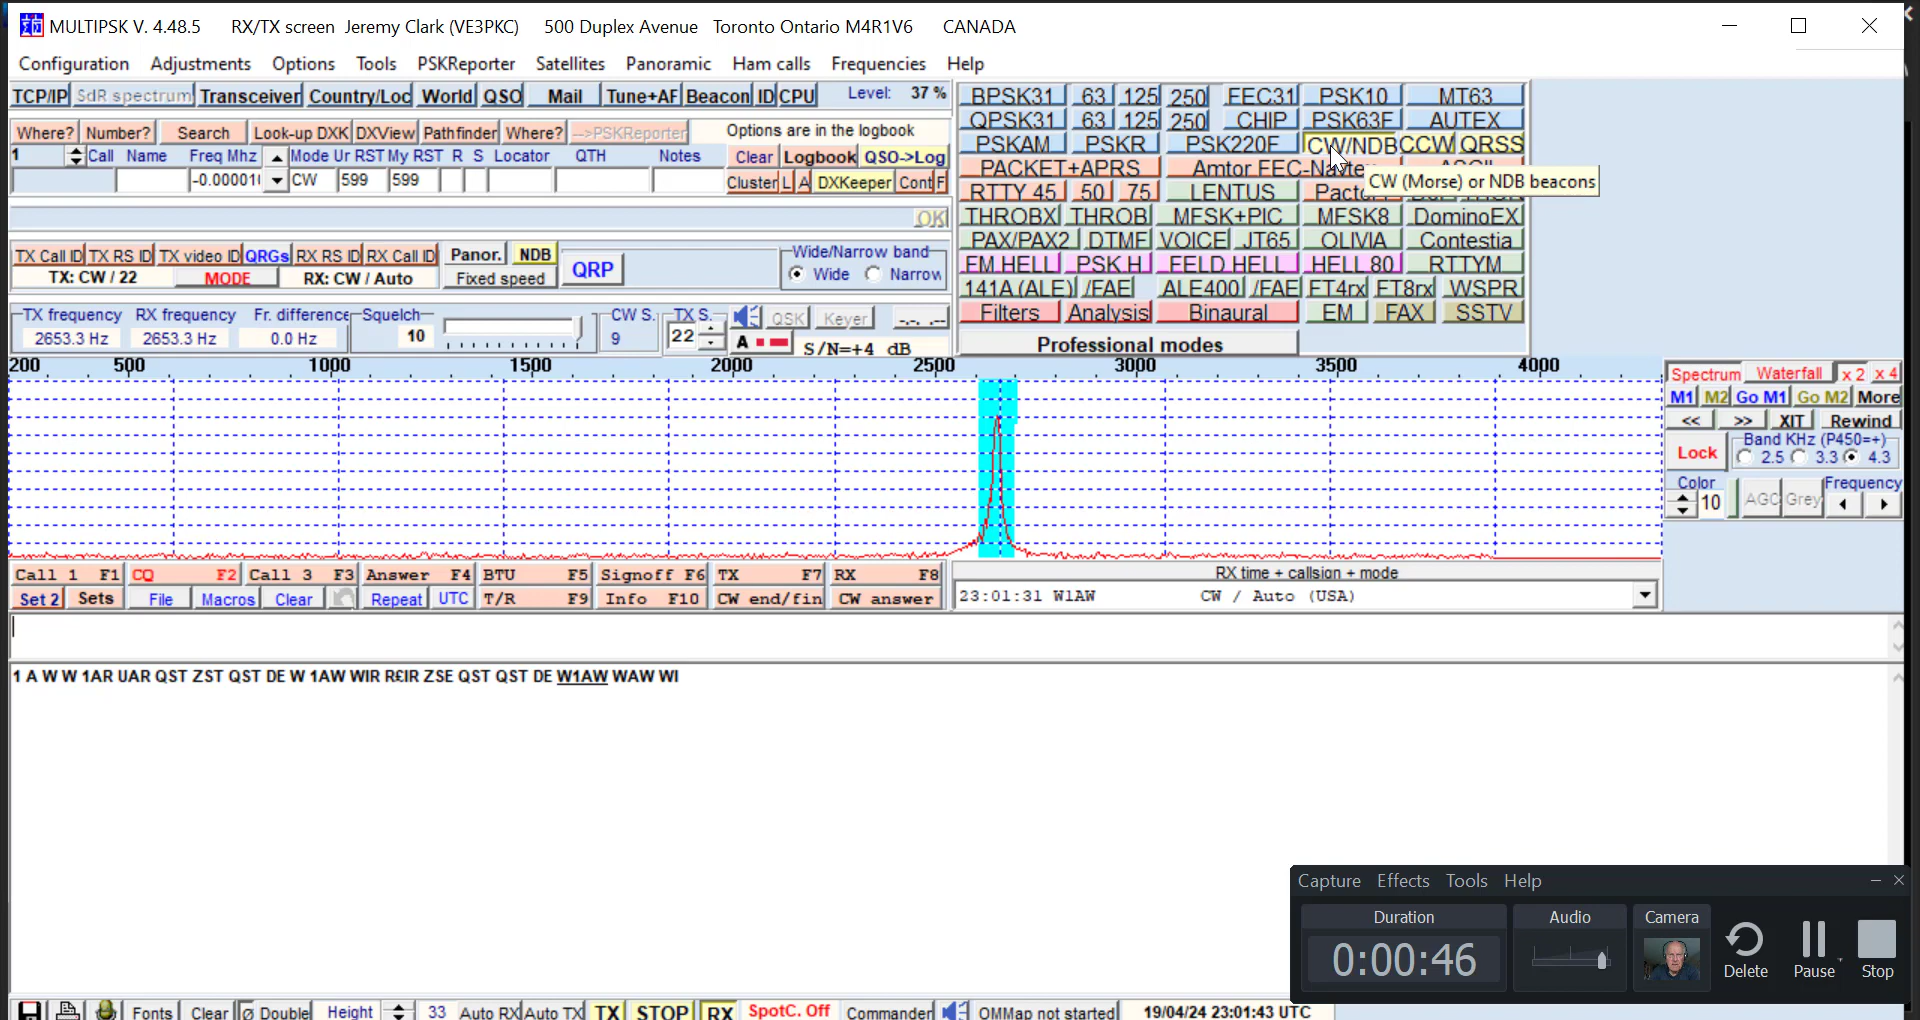 MULTIPSK V. 4.48.5 RX/TX screen Jeremy Clark (VE3PKC) 500 Duplex Avenue Toronto Ontario M4R1V6 CANADA
Configuration Adjustments Options Tools PSKReporter Satellites Panoramic Ham calls Frequencies Help
TCP/IP SdR spectrum Transceiver Country/Loc World QSO Mail Tune+AF Beacon ID CPU Level: 37 %
Where? Number? Search Look-up DXK DXView Pathfinder Where? -->PSKReporter Options are in the logbook
1 Call Name Freq Mhz Mode Ur RST My RST R S Locator QTH Notes Clear Logbook QSO->Log
-0.00001 CW 599 599 Cluster L A DXKeeper Cont F
OK
TX Call ID TX RS ID TX video ID QRGs RX RS ID RX Call ID Panor. NDB Wide/Narrow band
TX: CW / 22 MODE RX: CW / Auto Fixed speed QRP Wide Narrow
TX frequency RX frequency Fr. difference Squelch CW S. TX S. QSK Keyer -.-. --.-
2653.3 Hz 2653.3 Hz 0.0 Hz 10 9 22 A S/N=+4 dB
BPSK31 63 125 250 FEC31 PSK10 MT63
QPSK31 63 125 250 CHIP PSK63F AUTEX
PSKAM PSKR PSK220F CW/NDB CCW QRSS
PACKET+APRS Amtor FEC-Navtex
CW (Morse) or NDB beacons
RTTY 45 50 75 LENTUS
THROBX THROB MFSK+PIC MFSK8 DominoEX
PAX/PAX2 DTMF VOICE JT65 OLIVIA Contestia
FM HELL PSK H FELD HELL HELL 80 RTTYM
141A (ALE) /FAE ALE400 /FAE FT4rx FT8rx WSPR
Filters Analysis Binaural EM FAX SSTV
Professional modes
200 500 1000 1500 2000 2500 3000 3500 4000
Spectrum Waterfall x 2 x 4
M1 M2 Go M1 Go M2 More
<< >> XIT Rewind
Lock Band KHz (P450=+)
2.5 3.3 4.3
Color Frequency
10 AGC Grey
Call 1 F1 CQ F2 Call 3 F3 Answer F4 BTU F5 Signoff F6 TX F7 RX F8
Set 2 Sets File Macros Clear Repeat UTC T/R F9 Info F10 CW end/fin CW answer
RX time + callsign + mode
23:01:31 W1AW CW / Auto (USA)
1 A W W 1AR UAR QST ZST QST DE W 1AW WIR R£IR ZSE QST QST DE W1AW WAW WI
Capture Effects Tools Help
Duration Audio Camera
0:00:46
Delete Pause Stop
Fonts Clear Double Height 33 Auto RX Auto TX TX STOP RX SpotC. Off Commander OMMap not started 19/04/24 23:01:43 UTC